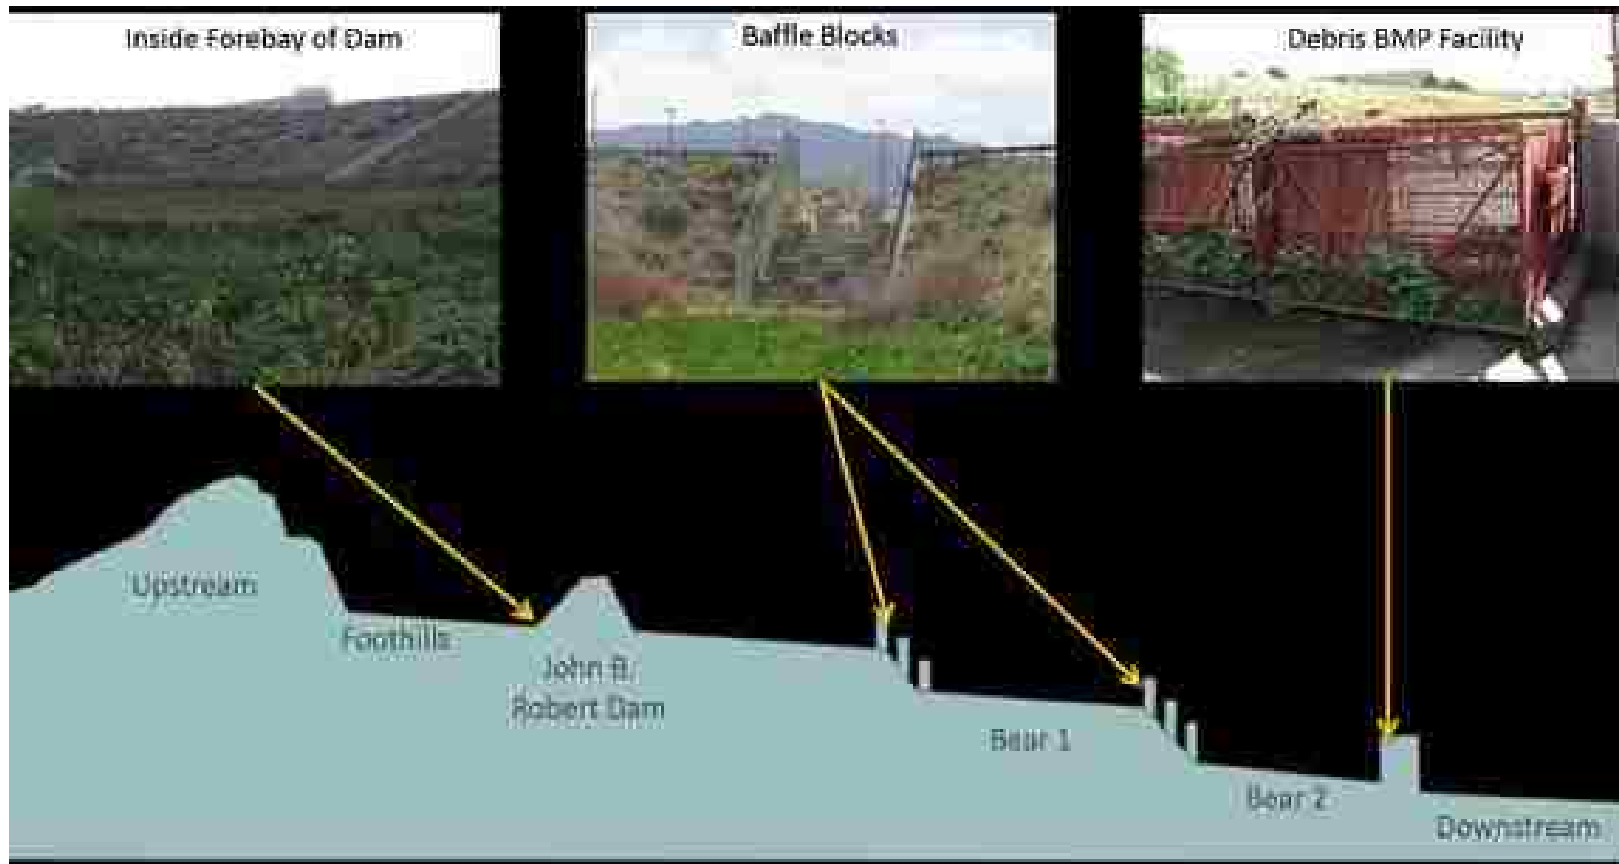 Inside Forebay of Dam
Baffle Blocks
Debris BMP Facility
Upstream
Foothills
John B.
Robert Dam
Bear 1
Bear 2
Downstream